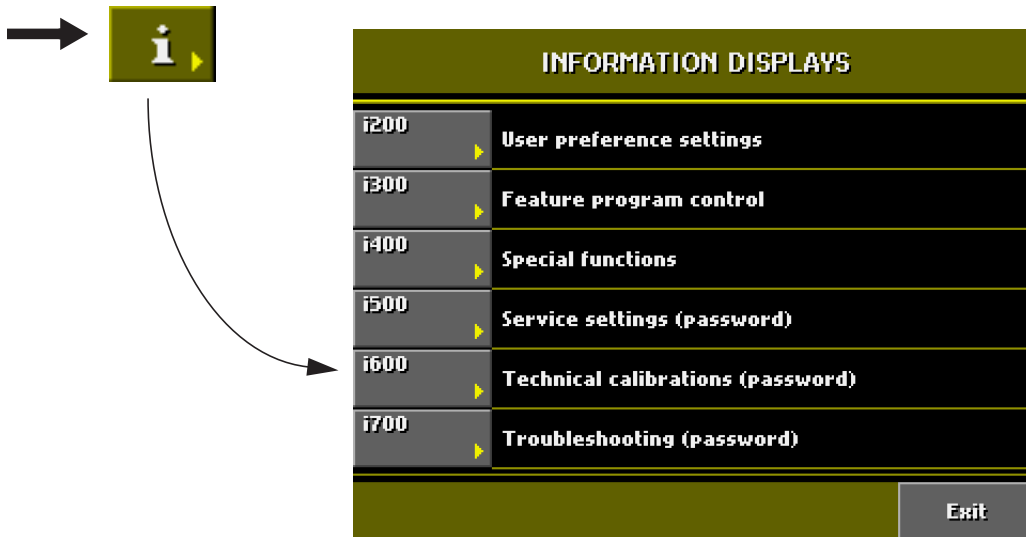 i
INFORMATION DISPLAYS
i200
User preference settings
i300
Feature program control
i400
Special functions
i500
Service settings (password)
i600
Technical calibrations (password)
i700
Troubleshooting (password)
Exit